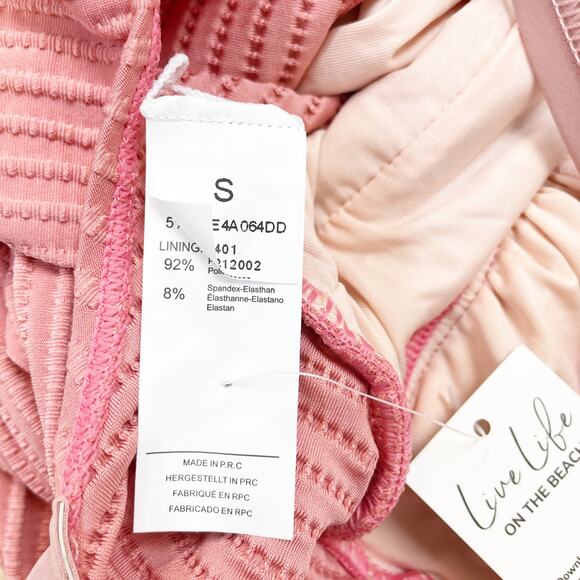 S
E4A064DD
LINING: 401
92%
8% Spandex-Elasthan
Élasthanne-Elastano
Elastan
MADE IN P.R.C
HERGESTELLT IN PRC
FABRIQUÉ EN RPC
FABRICADO EN RPC
Live Life
ON THE BEACH